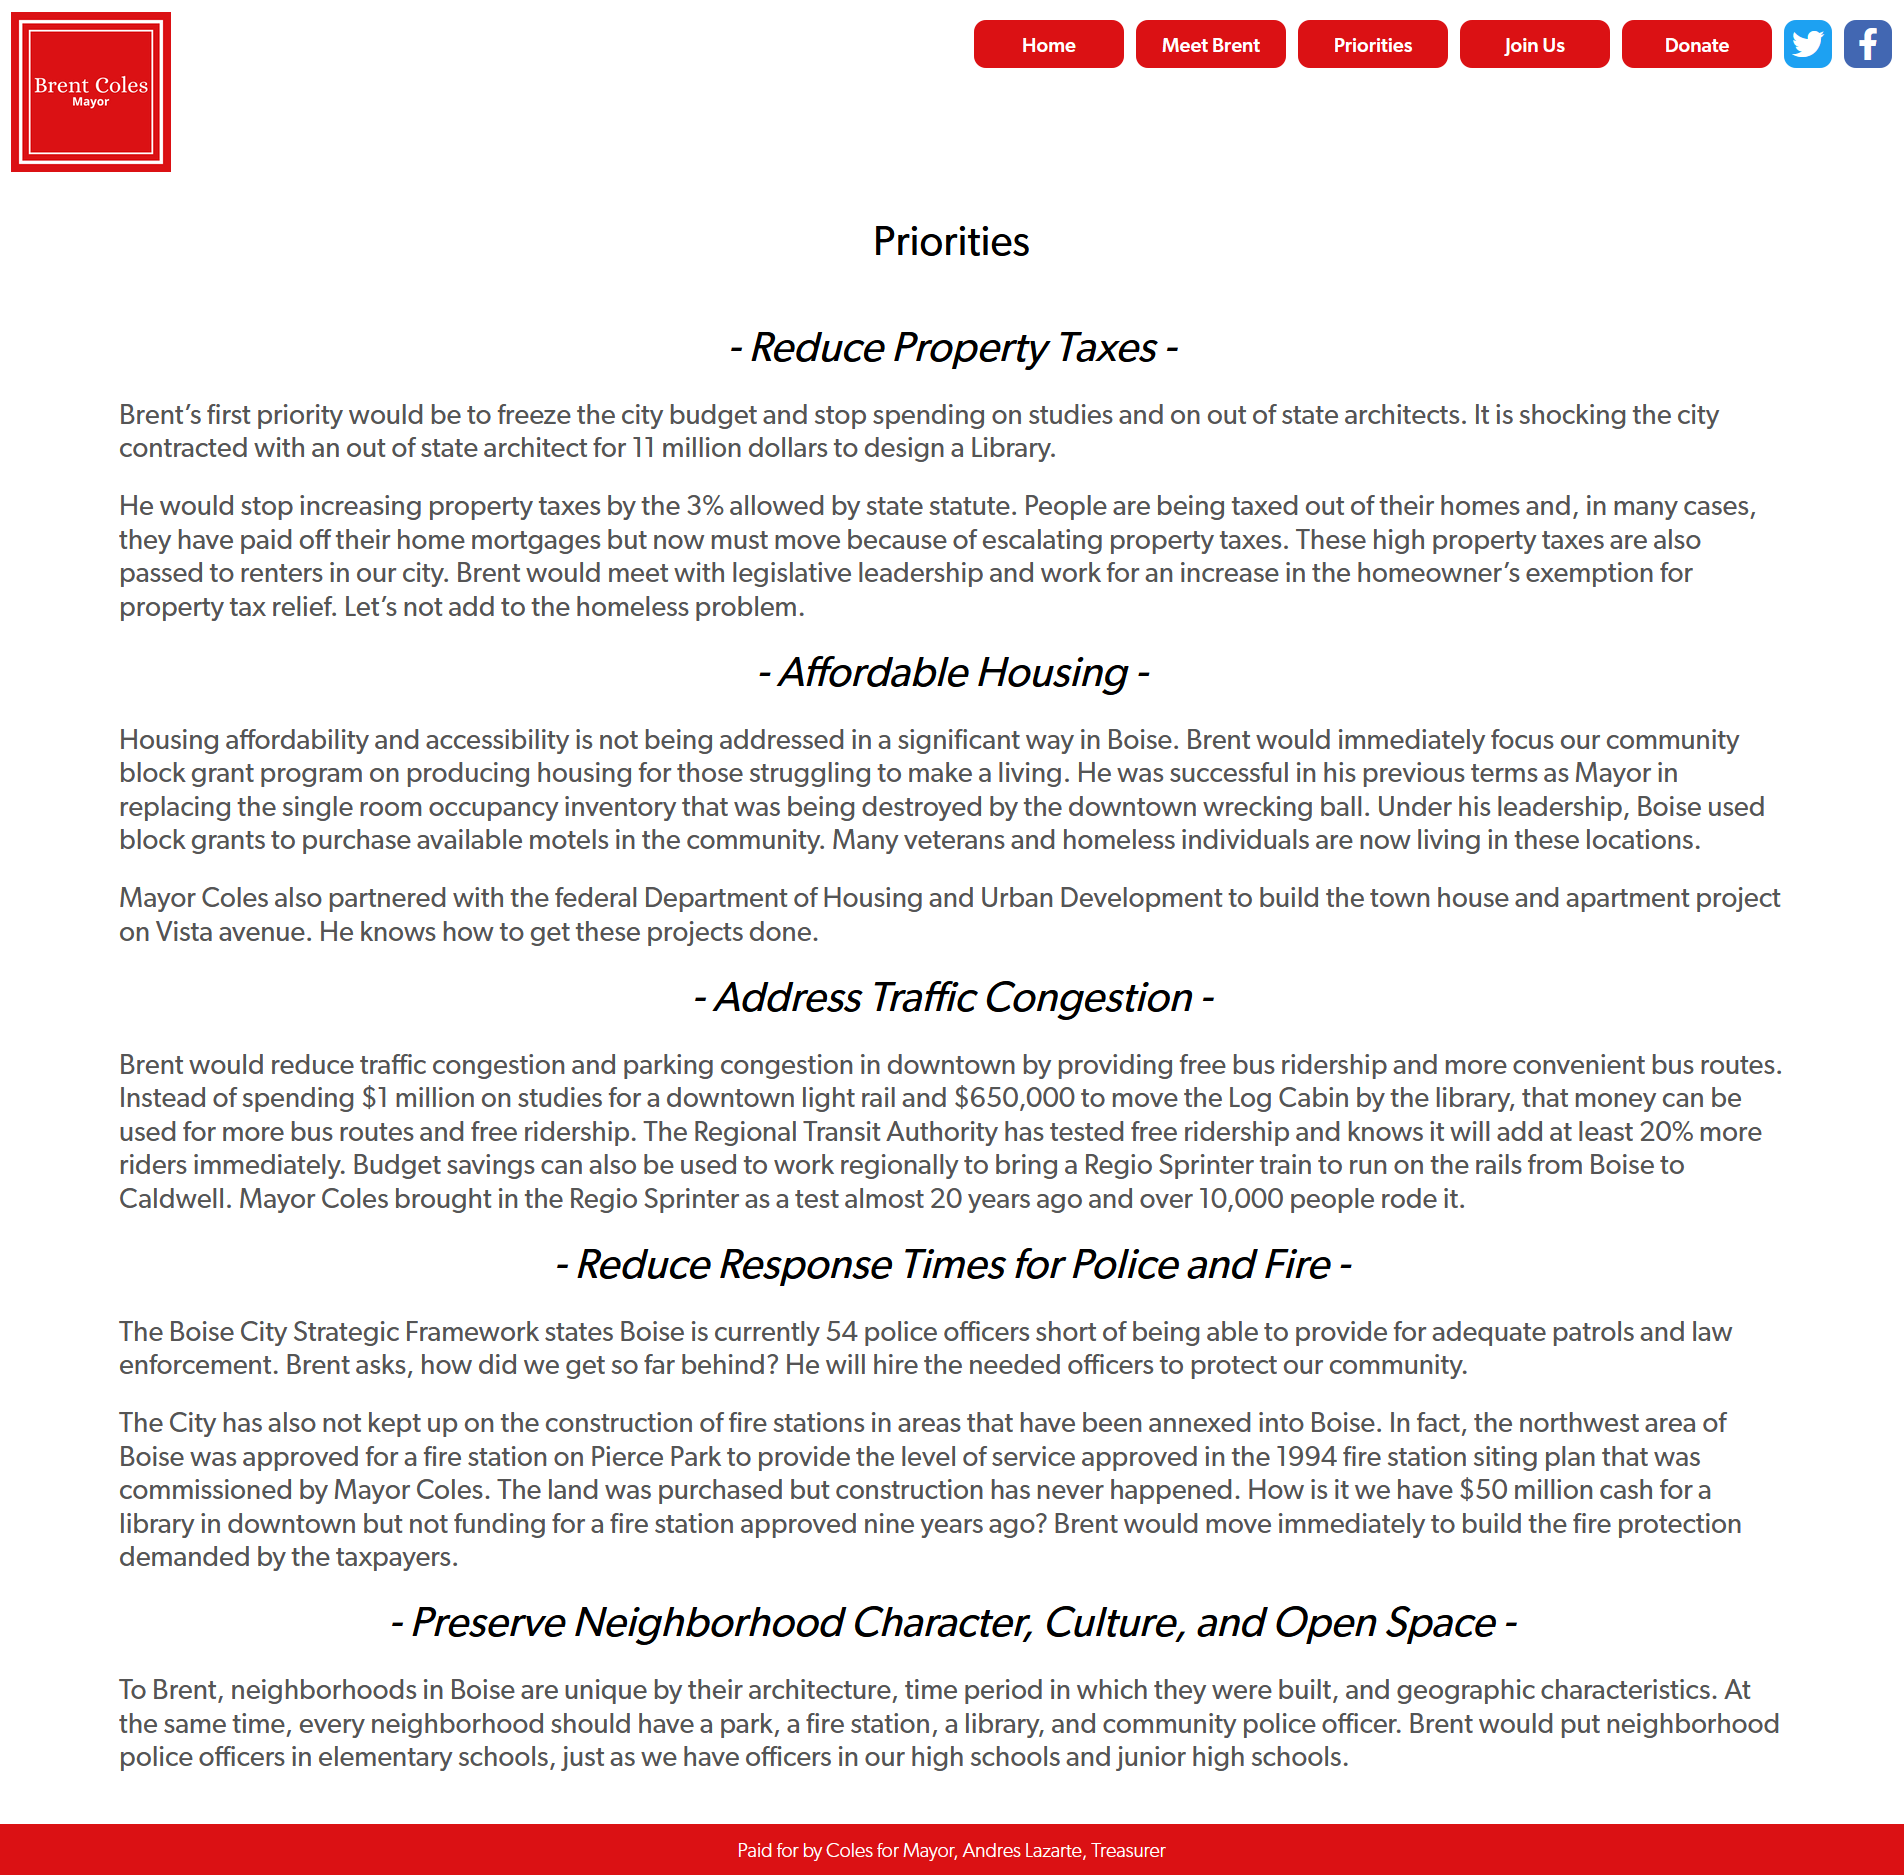 Brent Coles
Mayor
Home
Meet Brent
Priorities
Join Us
Donate
Priorities
- Reduce Property Taxes -
Brent’s first priority would be to freeze the city budget and stop spending on studies and on out of state architects. It is shocking the city
contracted with an out of state architect for 11 million dollars to design a Library.
He would stop increasing property taxes by the 3% allowed by state statute. People are being taxed out of their homes and, in many cases,
they have paid off their home mortgages but now must move because of escalating property taxes. These high property taxes are also
passed to renters in our city. Brent would meet with legislative leadership and work for an increase in the homeowner’s exemption for
property tax relief. Let’s not add to the homeless problem.
- Affordable Housing -
Housing affordability and accessibility is not being addressed in a significant way in Boise. Brent would immediately focus our community
block grant program on producing housing for those struggling to make a living. He was successful in his previous terms as Mayor in
replacing the single room occupancy inventory that was being destroyed by the downtown wrecking ball. Under his leadership, Boise used
block grants to purchase available motels in the community. Many veterans and homeless individuals are now living in these locations.
Mayor Coles also partnered with the federal Department of Housing and Urban Development to build the town house and apartment project
on Vista avenue. He knows how to get these projects done.
- Address Traffic Congestion -
Brent would reduce traffic congestion and parking congestion in downtown by providing free bus ridership and more convenient bus routes.
Instead of spending $1 million on studies for a downtown light rail and $650,000 to move the Log Cabin by the library, that money can be
used for more bus routes and free ridership. The Regional Transit Authority has tested free ridership and knows it will add at least 20% more
riders immediately. Budget savings can also be used to work regionally to bring a Regio Sprinter train to run on the rails from Boise to
Caldwell. Mayor Coles brought in the Regio Sprinter as a test almost 20 years ago and over 10,000 people rode it.
- Reduce Response Times for Police and Fire -
The Boise City Strategic Framework states Boise is currently 54 police officers short of being able to provide for adequate patrols and law
enforcement. Brent asks, how did we get so far behind? He will hire the needed officers to protect our community.
The City has also not kept up on the construction of fire stations in areas that have been annexed into Boise. In fact, the northwest area of
Boise was approved for a fire station on Pierce Park to provide the level of service approved in the 1994 fire station siting plan that was
commissioned by Mayor Coles. The land was purchased but construction has never happened. How is it we have $50 million cash for a
library in downtown but not funding for a fire station approved nine years ago? Brent would move immediately to build the fire protection
demanded by the taxpayers.
- Preserve Neighborhood Character, Culture, and Open Space -
To Brent, neighborhoods in Boise are unique by their architecture, time period in which they were built, and geographic characteristics. At
the same time, every neighborhood should have a park, a fire station, a library, and community police officer. Brent would put neighborhood
police officers in elementary schools, just as we have officers in our high schools and junior high schools.
Paid for by Coles for Mayor, Andres Lazarte, Treasurer